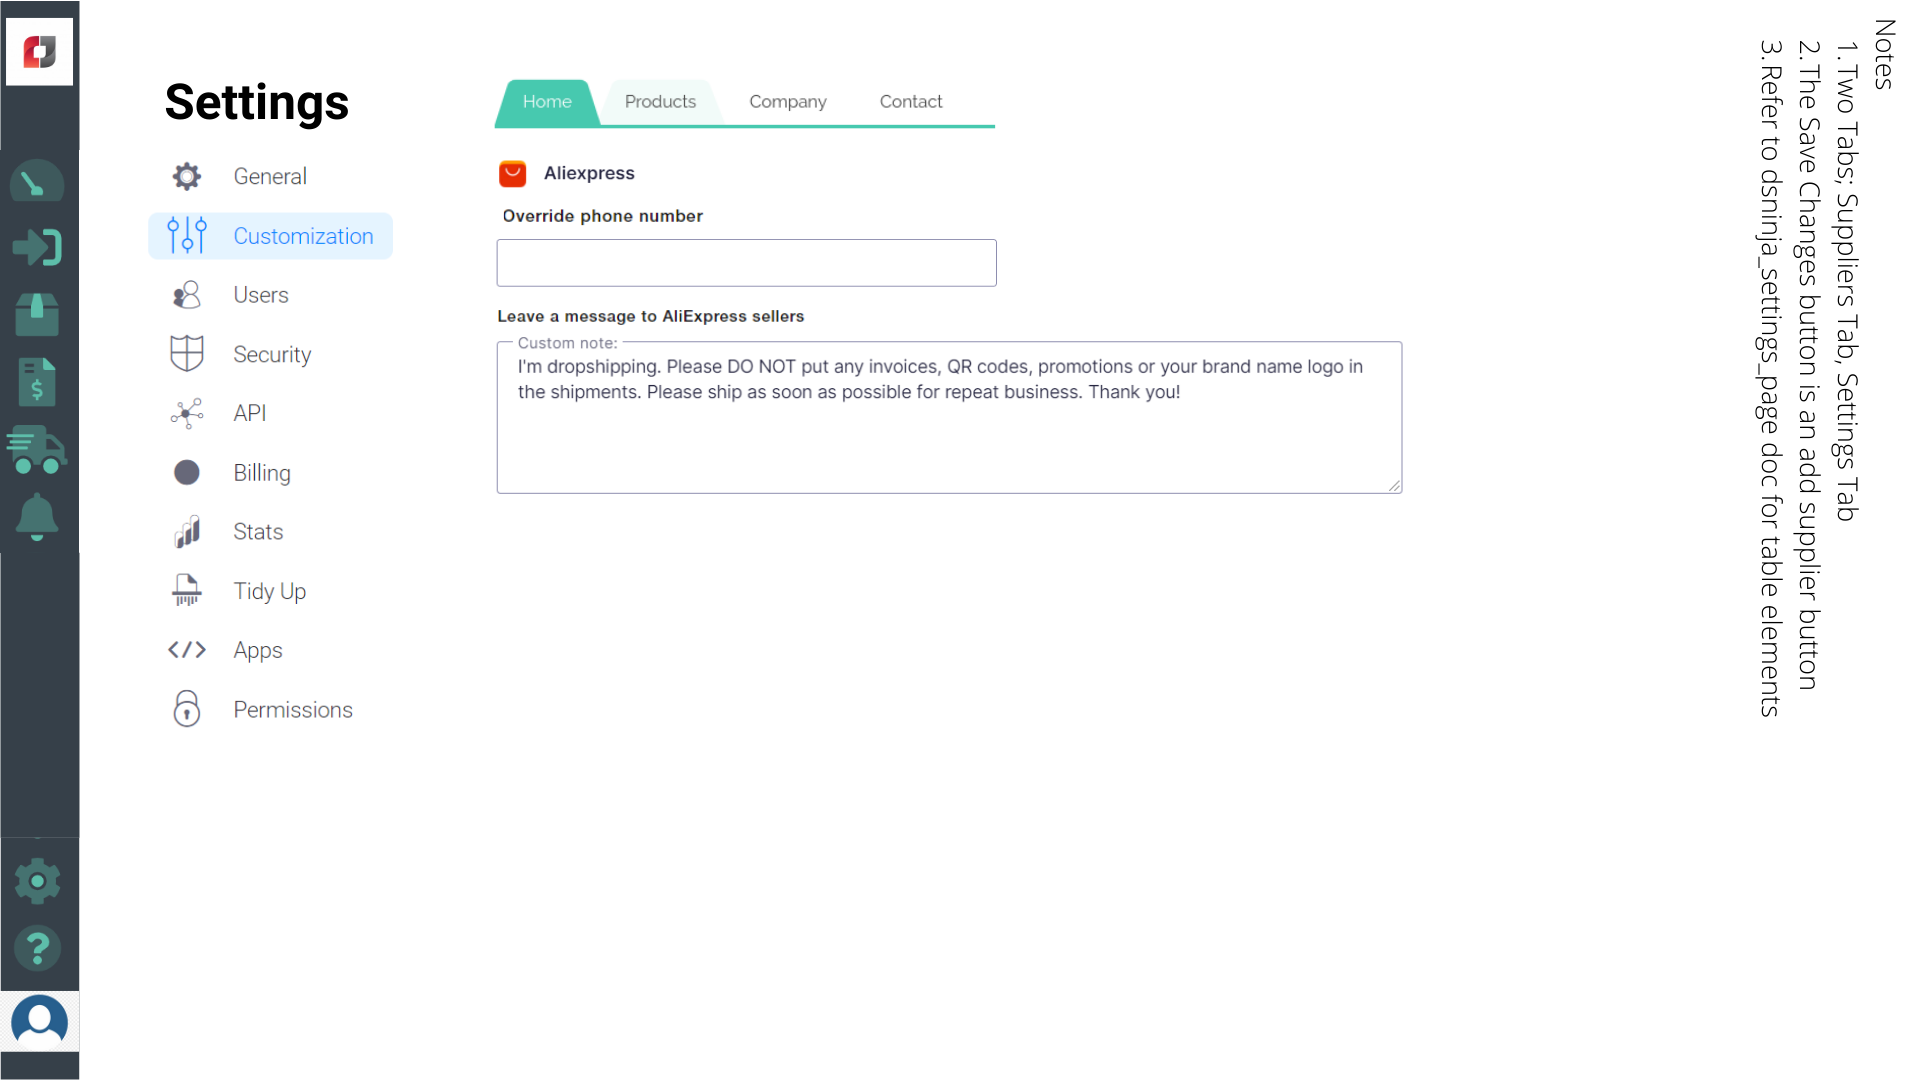 Settings
General
Customization
Users
Security
API
Billing
Stats
Tidy Up
Apps
Permissions
Home
Products
Company
Contact
Aliexpress
Override phone number
Leave a message to AliExpress sellers
Custom note:
I'm dropshipping. Please DO NOT put any invoices, QR codes, promotions or your brand name logo in
the shipments. Please ship as soon as possible for repeat business. Thank you!
Notes
1. Two Tabs; Suppliers Tab, Settings Tab
2. The Save Changes button is an add supplier button
3. Refer to dsninja_settings_page doc for table elements